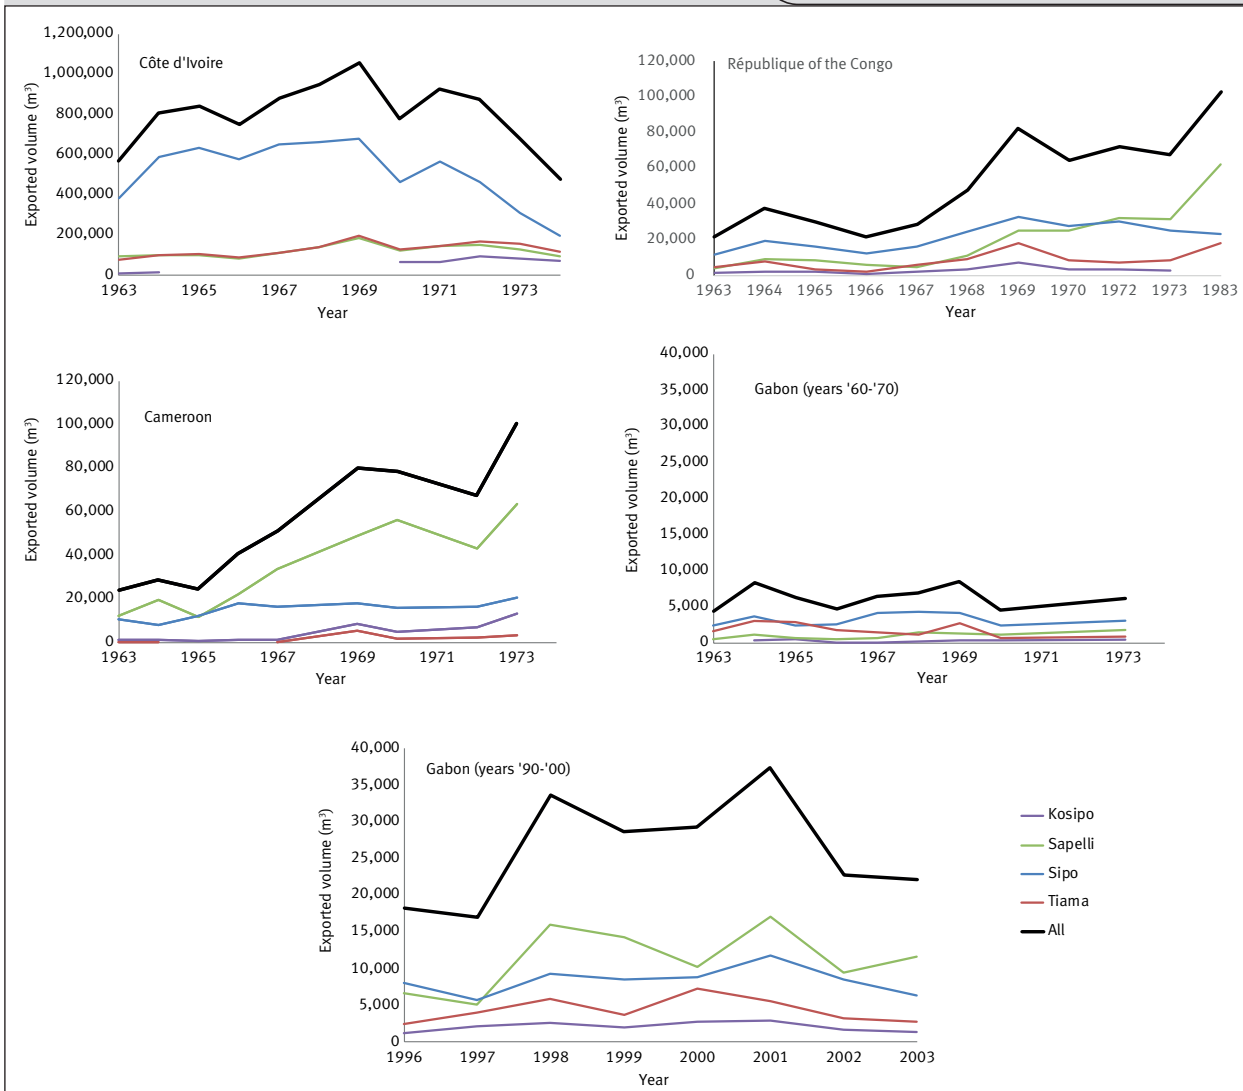 Côte d'Ivoire
Exported volume (m³)
1,200,000
1,000,000
800,000
600,000
400,000
200,000
0
1963 1965 1967 1969 1971 1973
Year
République of the Congo
Exported volume (m³)
120,000
100,000
80,000
60,000
40,000
20,000
0
1963 1964 1965 1966 1967 1968 1969 1970 1972 1973 1983
Year
Cameroon
Exported volume (m³)
120,000
100,000
80,000
60,000
40,000
20,000
0
1963 1965 1967 1969 1971 1973
Year
Gabon (years '60-'70)
Exported volume (m³)
40,000
35,000
30,000
25,000
20,000
15,000
10,000
5,000
0
1963 1965 1967 1969 1971 1973
Year
Gabon (years '90-'00)
Exported volume (m³)
40,000
35,000
30,000
25,000
20,000
15,000
10,000
5,000
0
1996 1997 1998 1999 2000 2001 2002 2003
Year
Kosipo
Sapelli
Sipo
Tiama
All